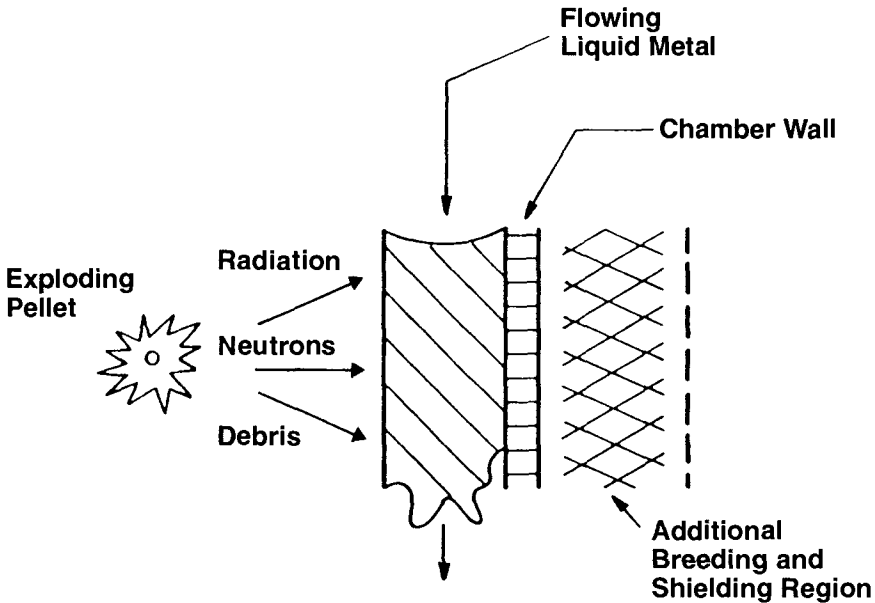 Flowing
Liquid Metal
Chamber Wall
Exploding
Pellet
Radiation
Neutrons
Debris
Additional
Breeding and
Shielding Region